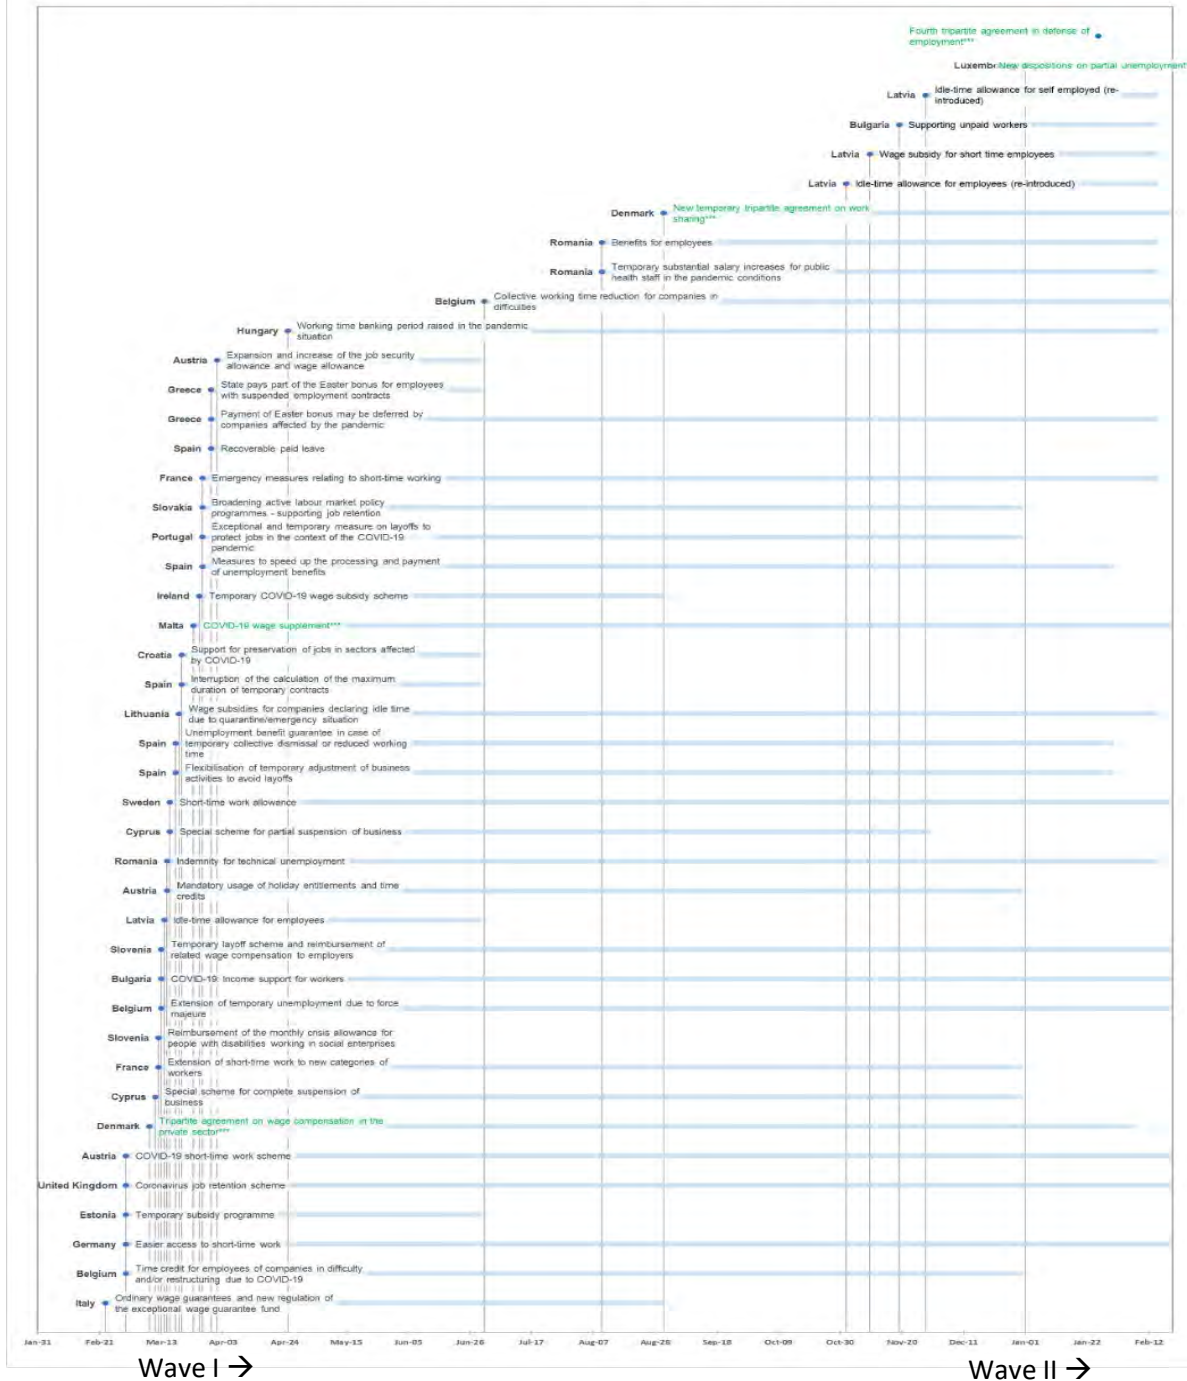 Fourth tripartite agreement in defense of
employment***
Luxembr New dispositions on partial unemployment
Latvia Idle-time allowance for self employed (re-
introduced)
Bulgaria Supporting unpaid workers
Latvia Wage subsidy for short time employees
Latvia Idle-time allowance for employees (re-introduced)
Denmark New temporary tripartite agreement on work
sharing***
Romania Benefits for employees
Romania Temporary substantial salary increases for public
health staff in the pandemic conditions
Belgium Collective working time reduction for companies in
difficulties
Hungary Working time banking period raised in the pandemic
situation
Austria Expansion and increase of the job security
allowance and wage allowance
Greece State pays part of the Easter bonus for employees
with suspended employment contracts
Greece Payment of Easter bonus may be deferred by
companies affected by the pandemic
Spain Recoverable paid leave
France Emergency measures relating to short-time working
Slovakia Broadening active labour market policy
programmes - supporting job retention
Portugal Exceptional and temporary measure on layoffs to
protect jobs in the context of the COVID-19
pandemic
Spain Measures to speed up the processing and payment
of unemployment benefits
Ireland Temporary COVID-19 wage subsidy scheme
Malta COVID-19 wage supplement***
Croatia Support for preservation of jobs in sectors affected
by COVID-19
Spain Interruption of the calculation of the maximum
duration of temporary contracts
Lithuania Wage subsidies for companies declaring idle time
due to quarantine/emergency situation
Spain Unemployment benefit guarantee in case of
temporary collective dismissal or reduced working
time
Spain Flexibilisation of temporary adjustment of business
activities to avoid layoffs
Sweden Short-time work allowance
Cyprus Special scheme for partial suspension of business
Romania Indemnity for technical unemployment
Austria Mandatory usage of holiday entitlements and time
credits
Latvia Idle-time allowance for employees
Slovenia Temporary layoff scheme and reimbursement of
related wage compensation to employers
Bulgaria COVID-19: Income support for workers
Belgium Extension of temporary unemployment due to force
majeure
Slovenia Reimbursement of the monthly crisis allowance for
people with disabilities working in social enterprises
France Extension of short-time work to new categories of
workers
Cyprus Special scheme for complete suspension of
business
Denmark Tripartite agreement on wage compensation in the
private sector***
Austria COVID-19 short-time work scheme
United Kingdom Coronavirus job retention scheme
Estonia Temporary subsidy programme
Germany Easier access to short-time work
Belgium Time credit for employees of companies in difficulty
and/or restructuring due to COVID-19
Italy Ordinary wage guarantees and new regulation of
the exceptional wage guarantee fund
Jan-31 Feb-21 Mar-13 Apr-03 Apr-24 May-15 Jun-05 Jun-26 Jul-17 Aug-07 Aug-28 Sep-18 Oct-09 Oct-30 Nov-20 Dec-11 Jan-01 Jan-22 Feb-12
Wave I → Wave II →